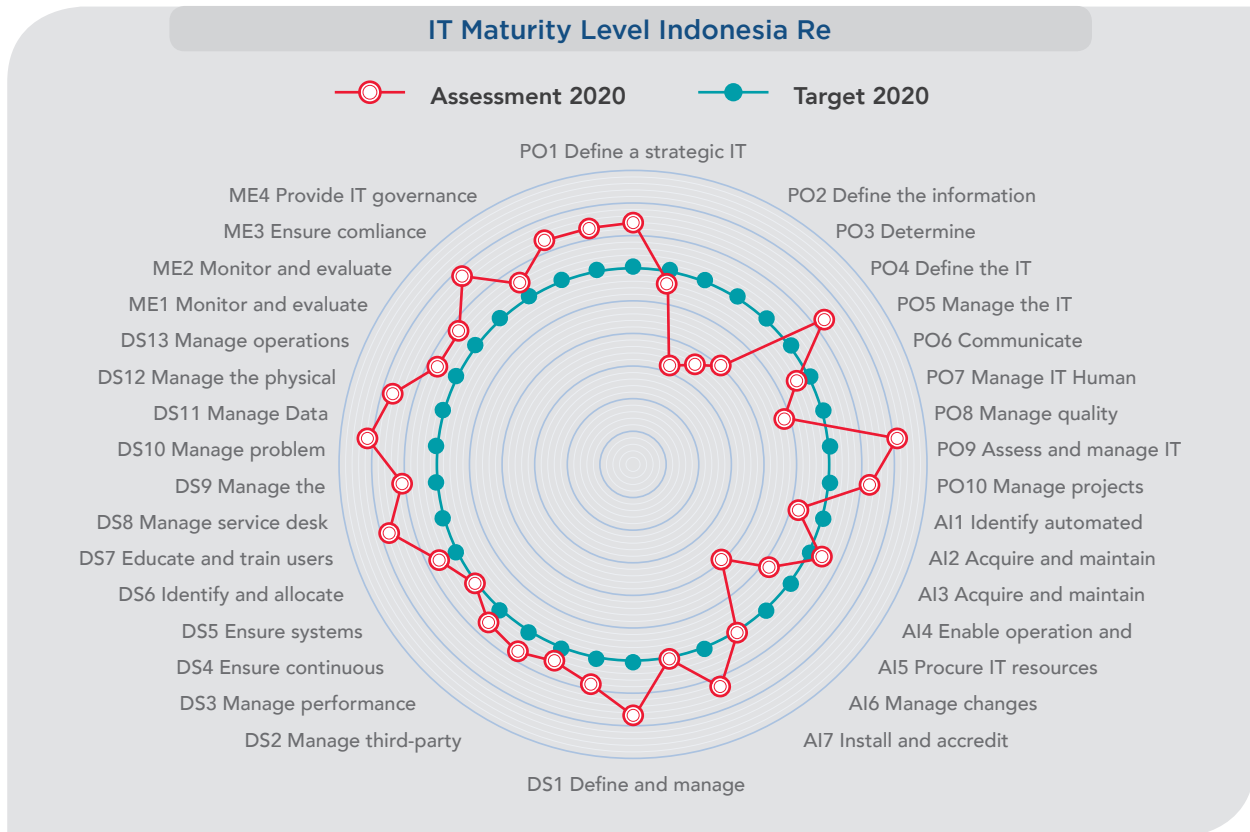 IT Maturity Level Indonesia Re
Assessment 2020
Target 2020
PO1 Define a strategic IT
PO2 Define the information
PO3 Determine
PO4 Define the IT
PO5 Manage the IT
PO6 Communicate
PO7 Manage IT Human
PO8 Manage quality
PO9 Assess and manage IT
PO10 Manage projects
AI1 Identify automated
AI2 Acquire and maintain
AI3 Acquire and maintain
AI4 Enable operation and
AI5 Procure IT resources
AI6 Manage changes
AI7 Install and accredit
DS1 Define and manage
DS2 Manage third-party
DS3 Manage performance
DS4 Ensure continuous
DS5 Ensure systems
DS6 Identify and allocate
DS7 Educate and train users
DS8 Manage service desk
DS9 Manage the
DS10 Manage problem
DS11 Manage Data
DS12 Manage the physical
DS13 Manage operations
ME1 Monitor and evaluate
ME2 Monitor and evaluate
ME3 Ensure comliance
ME4 Provide IT governance